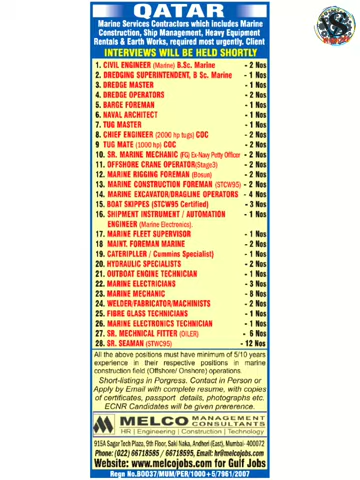 QATAR
Marine Services Contractors which includes Marine
Construction, Ship Management, Heavy Equipment
Rentals & Earth Works, required most urgently. Client
INTERVIEWS WILL BE HELD SHORTLY
1. CIVIL ENGINEER (Marine) B.Sc. Marine - 2 Nos
2. DREDGING SUPERINTENDENT, B Sc. Marine - 1 Nos
3. DREDGE MASTER - 1 Nos
4. DREDGE OPERATORS - 2 Nos
5. BARGE FOREMAN - 1 Nos
6. NAVAL ARCHITECT - 1 Nos
7. TUG MASTER - 1 Nos
8. CHIEF ENGINEER (2000 hp tugs) COC - 2 Nos
9 TUG MATE (1000 hp) COC - 2 Nos
10. SR. MARINE MECHANIC (FG) Ex-Navy Petty Officer - 2 Nos
11. OFFSHORE CRANE OPERATOR(Stage3) - 2 Nos
12. MARINE RIGGING FOREMAN (Bosue) - 2 Nos
13. MARINE CONSTRUCTION FOREMAN (STCW95) - 2 Nos
14. MARINE EXCAVATOR/DRAGLINE OPERATORS - 4 Nos
15. BOAT SKIPPES (STCW95 Certified) - 3 Nos
16. SHIPMENT INSTRUMENT / AUTOMATION - 1 Nos
ENGINEER (Marine Electronics).
17. MARINE FLEET SUPERVISOR - 1 Nos
18 MAINT. FOREMAN MARINE - 2 Nos
19. CATERIPLLER / Cummins Specialist) - 1 Nos
20. HYDRAULIC SPECIALISTS - 2 Nos
21. OUTBOAT ENGINE TECHNICIAN - 1 Nos
22. MARINE ELECTRICIANS - 3 Nos
23. MARINE MECHANIC - 8 Nos
24. WELDER/FABRICATOR/MACHINISTS - 2 Nos
25. FIBRE GLASS TECHNICIANS - 1 Nos
26. MARINE ELECTRONICS TECHNICIAN - 1 Nos
27. SR. MECHNICAL FITTER (OILER) - 6 Nos
28. SR. SEAMAN (STCW95) - 12 Nos
All the above positions must have minimum of 5/10 years
experience in their respective positions in marine
construction field (Offshore/ Onshore) operations.
Short-listings in Porgress. Contact in Person or
Apply by Email with complete resume, with copies
of certificates, passport details, photographs etc.
ECNR Candidates will be given prererence.
MELCO MANAGEMENT
CONSULTANTS
HR | Engineering | Construction | Technology
915A Sagar Tech Plaza, 9th Floor, Saki Naka, Andheri (East), Mumbai- 400072
Phone: (022) 66718585 / 66718595, Email: hr@melcojobs.com
Website: www.melcojobs.com for Gulf Jobs
Rego No.B0037/MUM/PER/1000+5/7961/2007